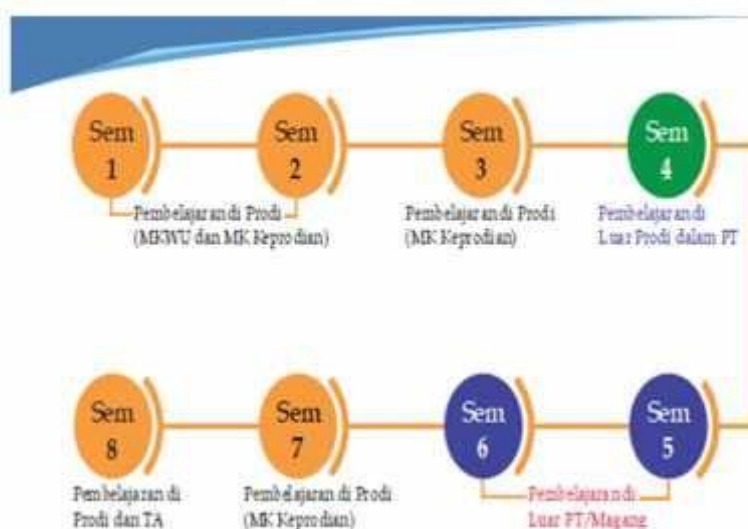 Sem
1
Sem
2
Sem
3
Sem
4
Pembelajaran di Prodi
(MKWU dan MK Keprodian)
Pembelajaran di Prodi
(MK Keprodian)
Pembelajaran di
Luar Prodi dalam PT
Sem
8
Sem
7
Sem
6
Sem
5
Pembelajaran di
Prodi dan TA
Pembelajaran di Prodi
(MK Keprodian)
Pembelajaran di
Luar PT/Magang